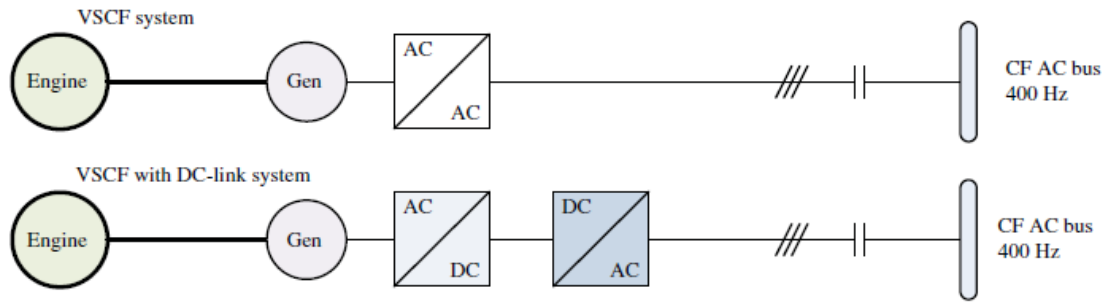 VSCF system
Engine
Gen
AC
AC
CF AC bus
400 Hz
VSCF with DC-link system
Engine
Gen
AC
DC
DC
AC
CF AC bus
400 Hz